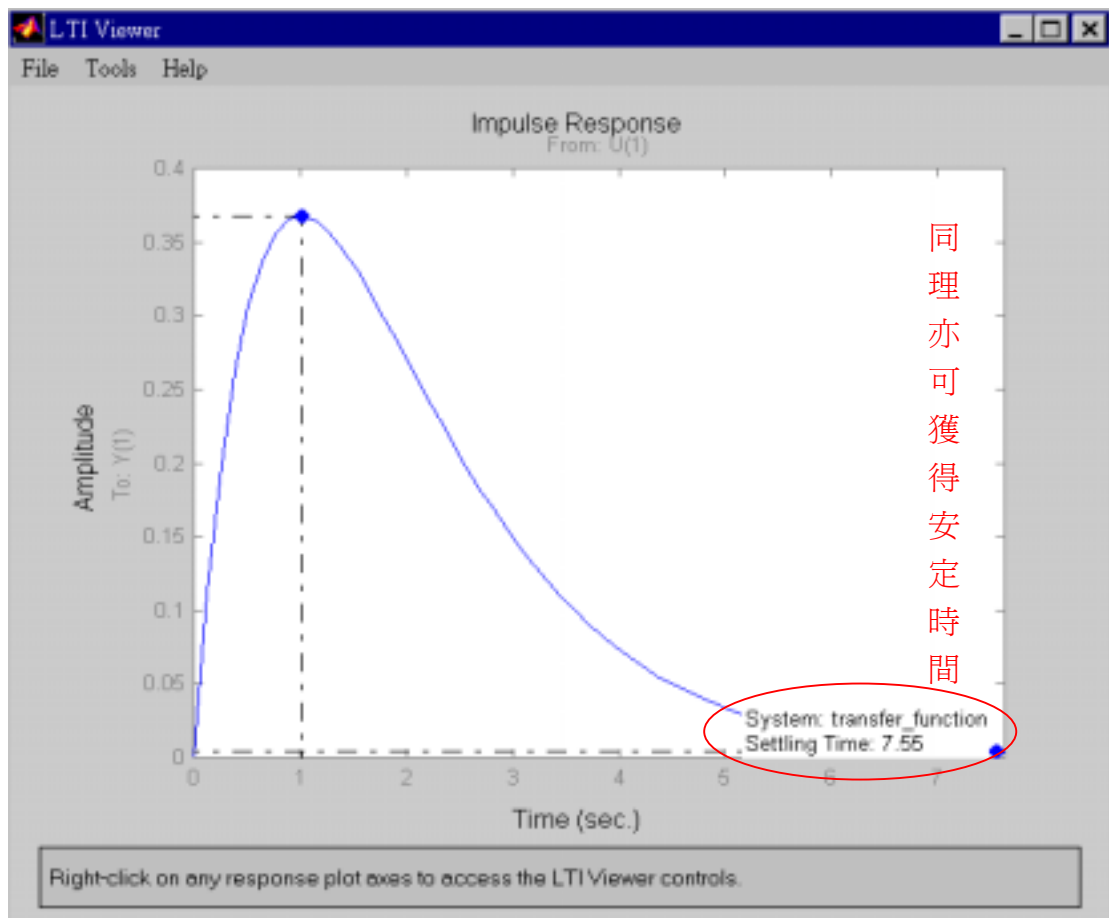 LTI Viewer
File Tools Help
Impulse Response
From: U(1)
0.4
0.35
0.3
0.25
0.2
0.15
0.1
0.05
0
Amplitude
To: Y(1)
同理亦可獲得安定時間
System: transfer_function
Settling Time: 7.55
0 1 2 3 4 5 6 7
Time (sec.)
Right-click on any response plot axes to access the LTI Viewer controls.